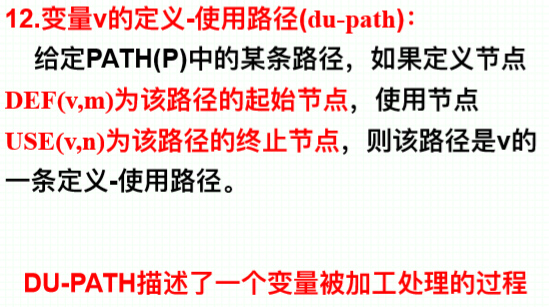 12.变量v的定义-使用路径(du-path)：
给定PATH(P)中的某条路径，如果定义节点
DEF(v,m)为该路径的起始节点，使用节点
USE(v,n)为该路径的终止节点，则该路径是v的
一条定义-使用路径。
DU-PATH描述了一个变量被加工处理的过程